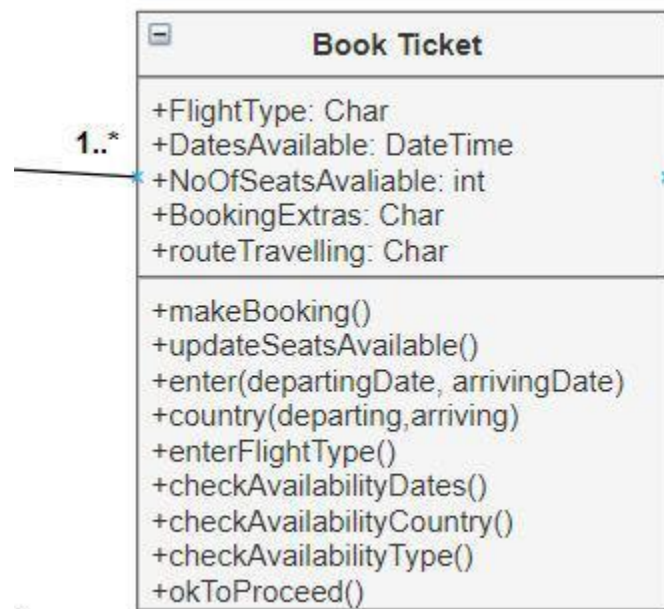 Book Ticket
+FlightType: Char
1..*
+DatesAvailable: DateTime
+NoOfSeatsAvaliable: int
+BookingExtras: Char
+routeTravelling: Char
+makeBooking()
+updateSeatsAvailable()
+enter(departingDate, arrivingDate)
+country(departing,arriving)
+enterFlightType()
+checkAvailabilityDates()
+checkAvailabilityCountry()
+checkAvailabilityType()
+okToProceed()